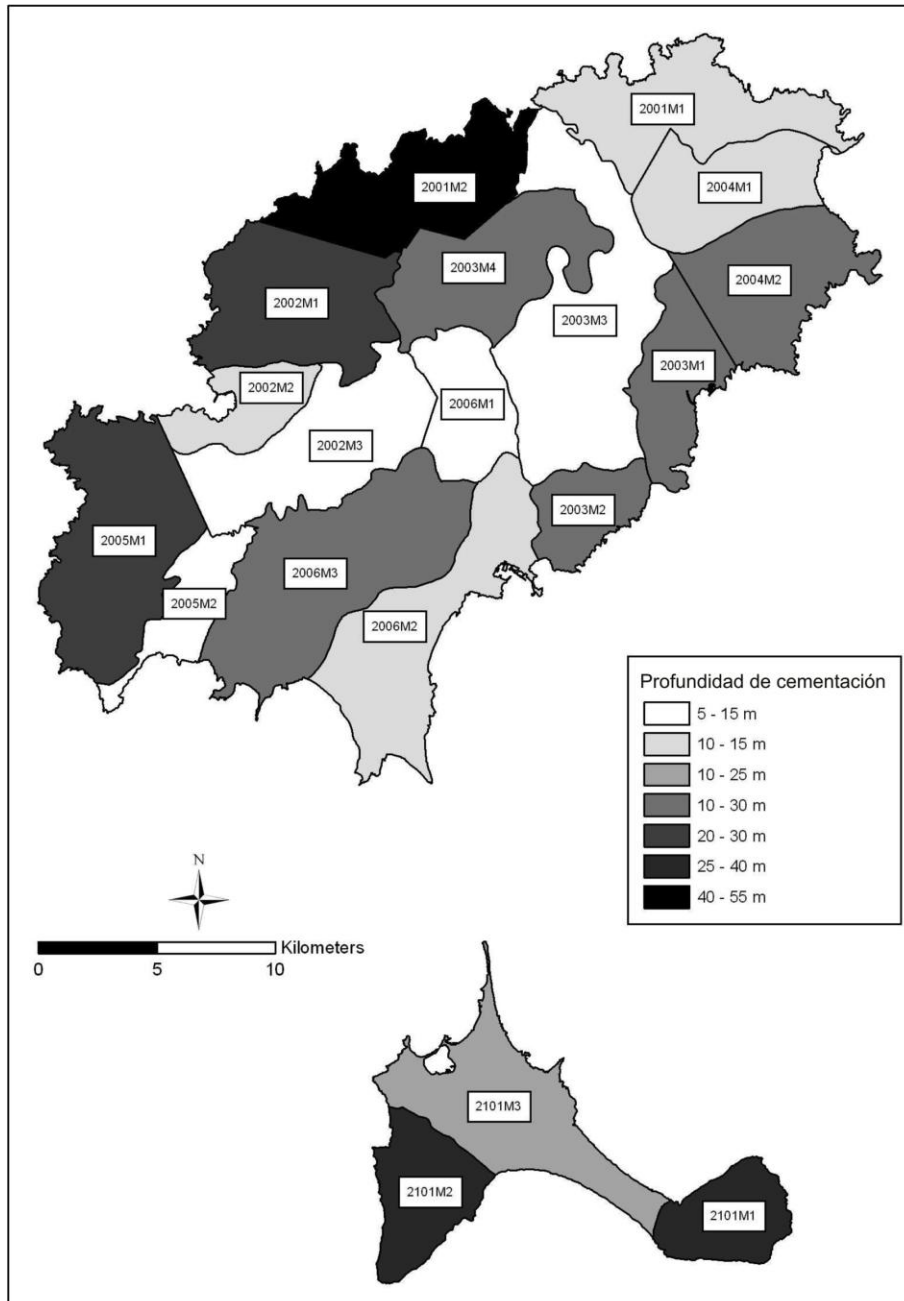 2001M1
2001M2
2004M1
2003M4
2004M2
2002M1
2003M3
2002M2
2003M1
2006M1
2002M3
2003M2
2005M1
2006M3
2005M2
2006M2
Profundidad de cementación
5 - 15 m
10 - 15 m
10 - 25 m
10 - 30 m
20 - 30 m
25 - 40 m
40 - 55 m
N
Kilometers
0 5 10
2101M3
2101M2
2101M1